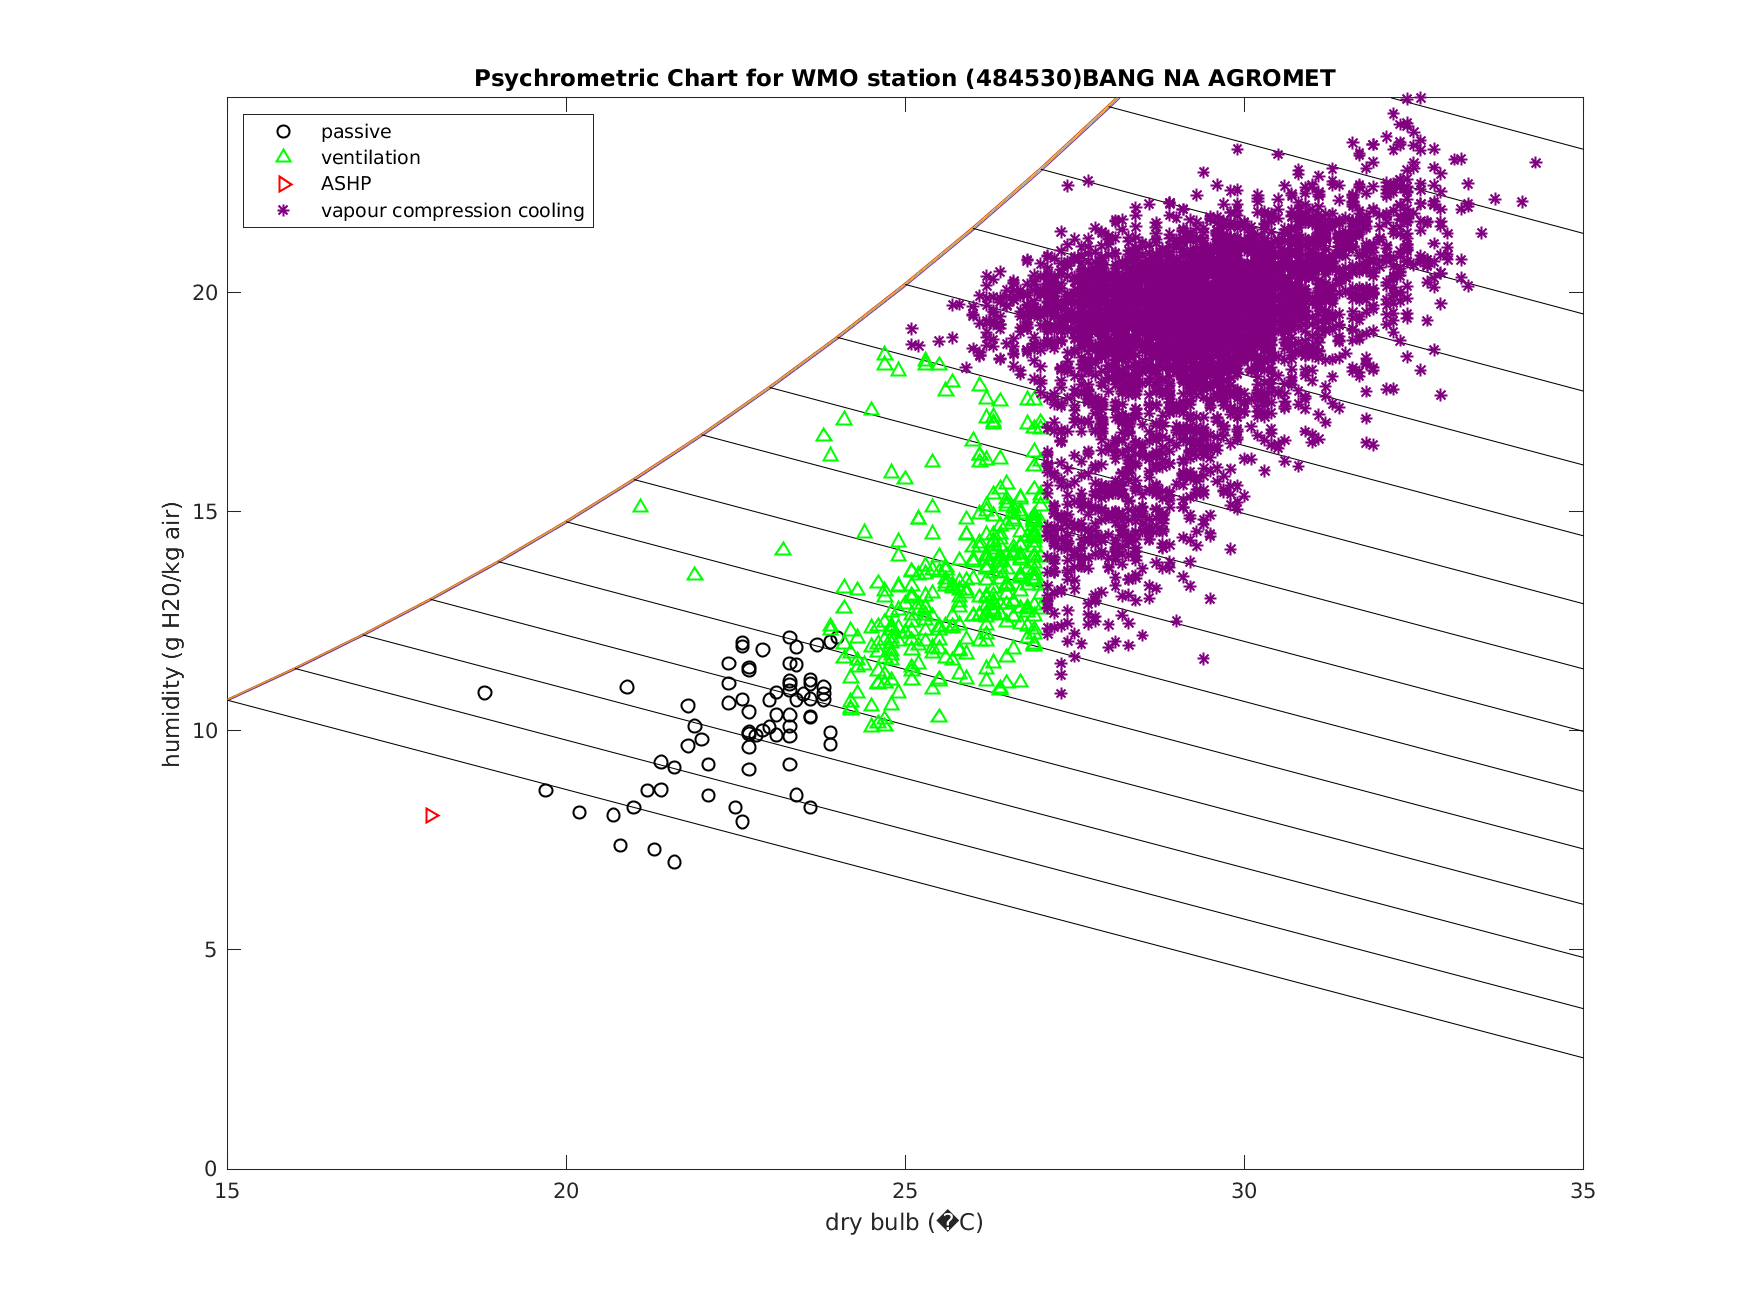 Psychrometric Chart for WMO station (484530)BANG NA AGROMET
passive
ventilation
ASHP
vapour compression cooling
humidity (g H20/kg air)
20
15
10
5
0
15 20 25 30 35
dry bulb (�C)